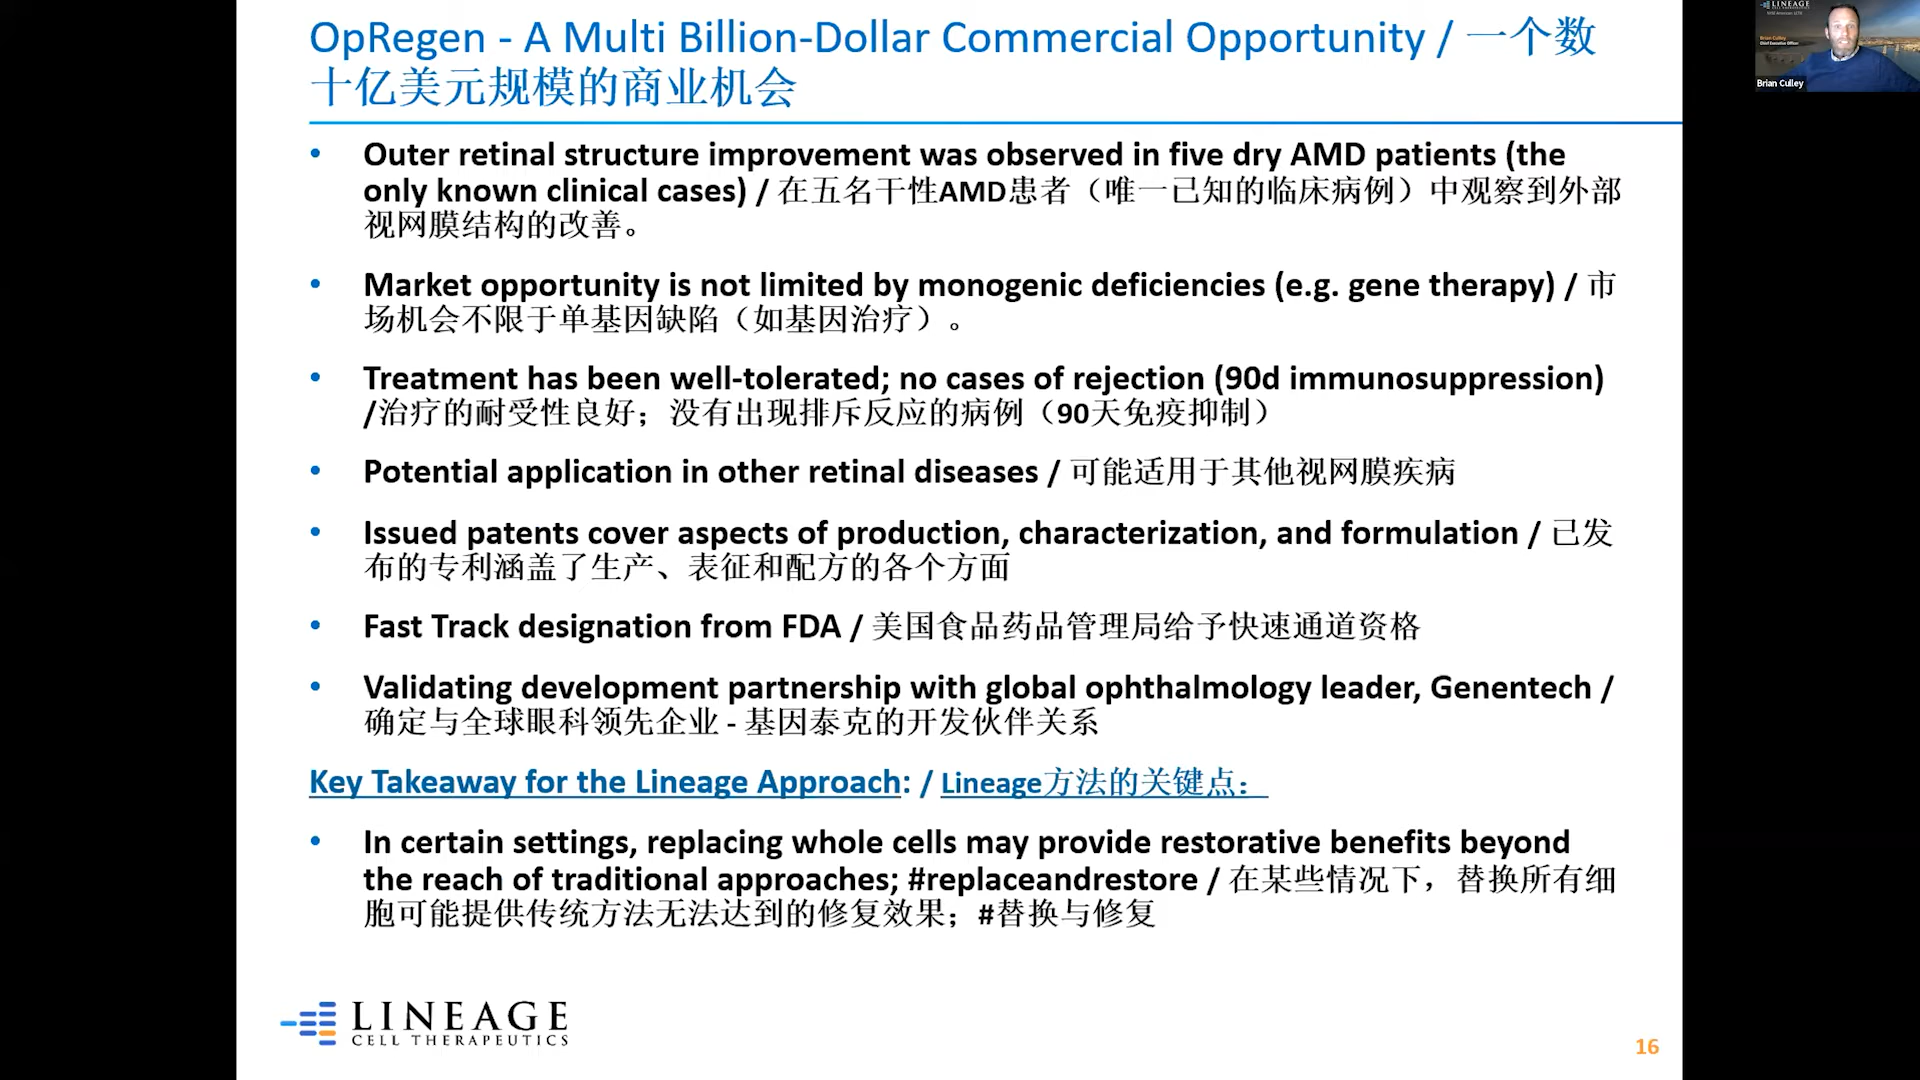 OpRegen - A Multi Billion-Dollar Commercial Opportunity / 一个数
十亿美元规模的商业机会
• Outer retinal structure improvement was observed in five dry AMD patients (the
only known clinical cases) / 在五名干性AMD患者（唯一已知的临床病例）中观察到外部
视网膜结构的改善。
• Market opportunity is not limited by monogenic deficiencies (e.g. gene therapy) / 市
场机会不限于单基因缺陷（如基因治疗）。
• Treatment has been well-tolerated; no cases of rejection (90d immunosuppression)
/治疗的耐受性良好；没有出现排斥反应的病例（90天免疫抑制）
• Potential application in other retinal diseases / 可能适用于其他视网膜疾病
• Issued patents cover aspects of production, characterization, and formulation / 已发
布的专利涵盖了生产、表征和配方的各个方面
• Fast Track designation from FDA / 美国食品药品管理局给予快速通道资格
• Validating development partnership with global ophthalmology leader, Genentech /
确定与全球眼科领先企业 - 基因泰克的开发伙伴关系
Key Takeaway for the Lineage Approach: / Lineage方法的关键点：
• In certain settings, replacing whole cells may provide restorative benefits beyond
the reach of traditional approaches; #replaceandrestore / 在某些情况下，替换所有细
胞可能提供传统方法无法达到的修复效果；#替换与修复
LINEAGE
CELL THERAPEUTICS
16
LINEAGE
Brian Culley
Chief Executive Officer
Brian Culley